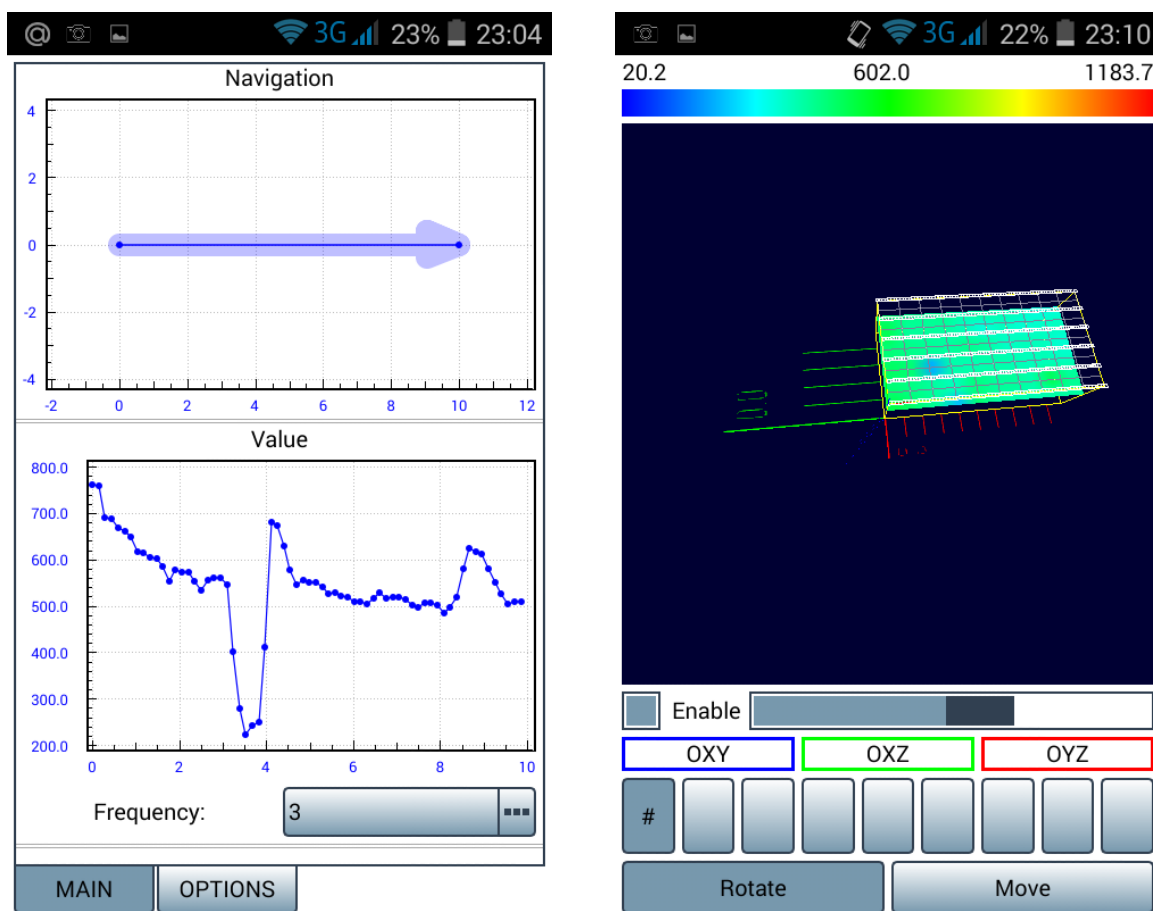 @ 3G 23% 23:04
Navigation
4
2
0
-2
-4
-2 0 2 4 6 8 10 12
Value
800.0
700.0
600.0
500.0
400.0
300.0
200.0
0 2 4 6 8 10
Frequency: 3
MAIN OPTIONS
3G 22% 23:10
20.2 602.0 1183.7
Enable
OXY OXZ OYZ
#
Rotate Move